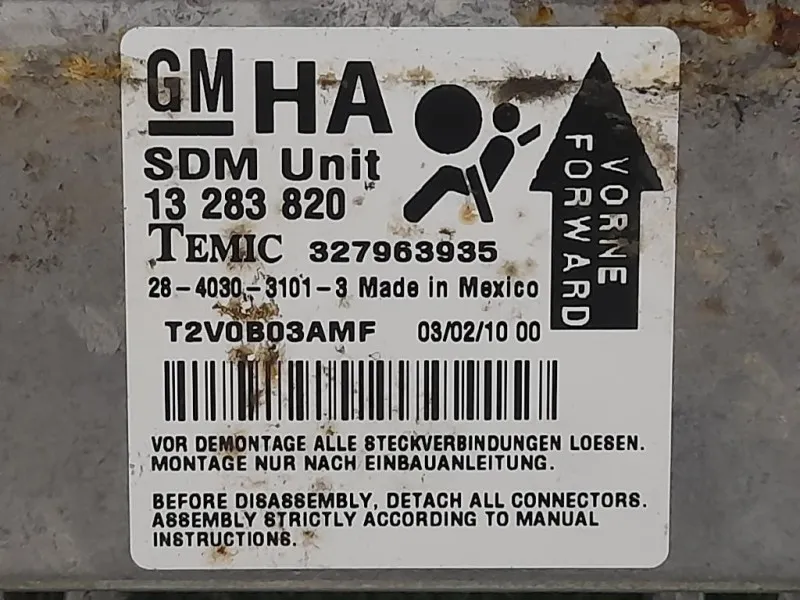 GM HA
SDM Unit
13 283 820
TEMIC 327963935
28-4030-3101-3 Made in Mexico
T2V0B03AMF 03/02/10 00
VORNE
FORWARD
VOR DEMONTAGE ALLE STECKVERBINDUNGEN LOESEN.
MONTAGE NUR NACH EINBAUANLEITUNG.
BEFORE DISASSEMBLY, DETACH ALL CONNECTORS.
ASSEMBLY STRICTLY ACCORDING TO MANUAL
INSTRUCTIONS.